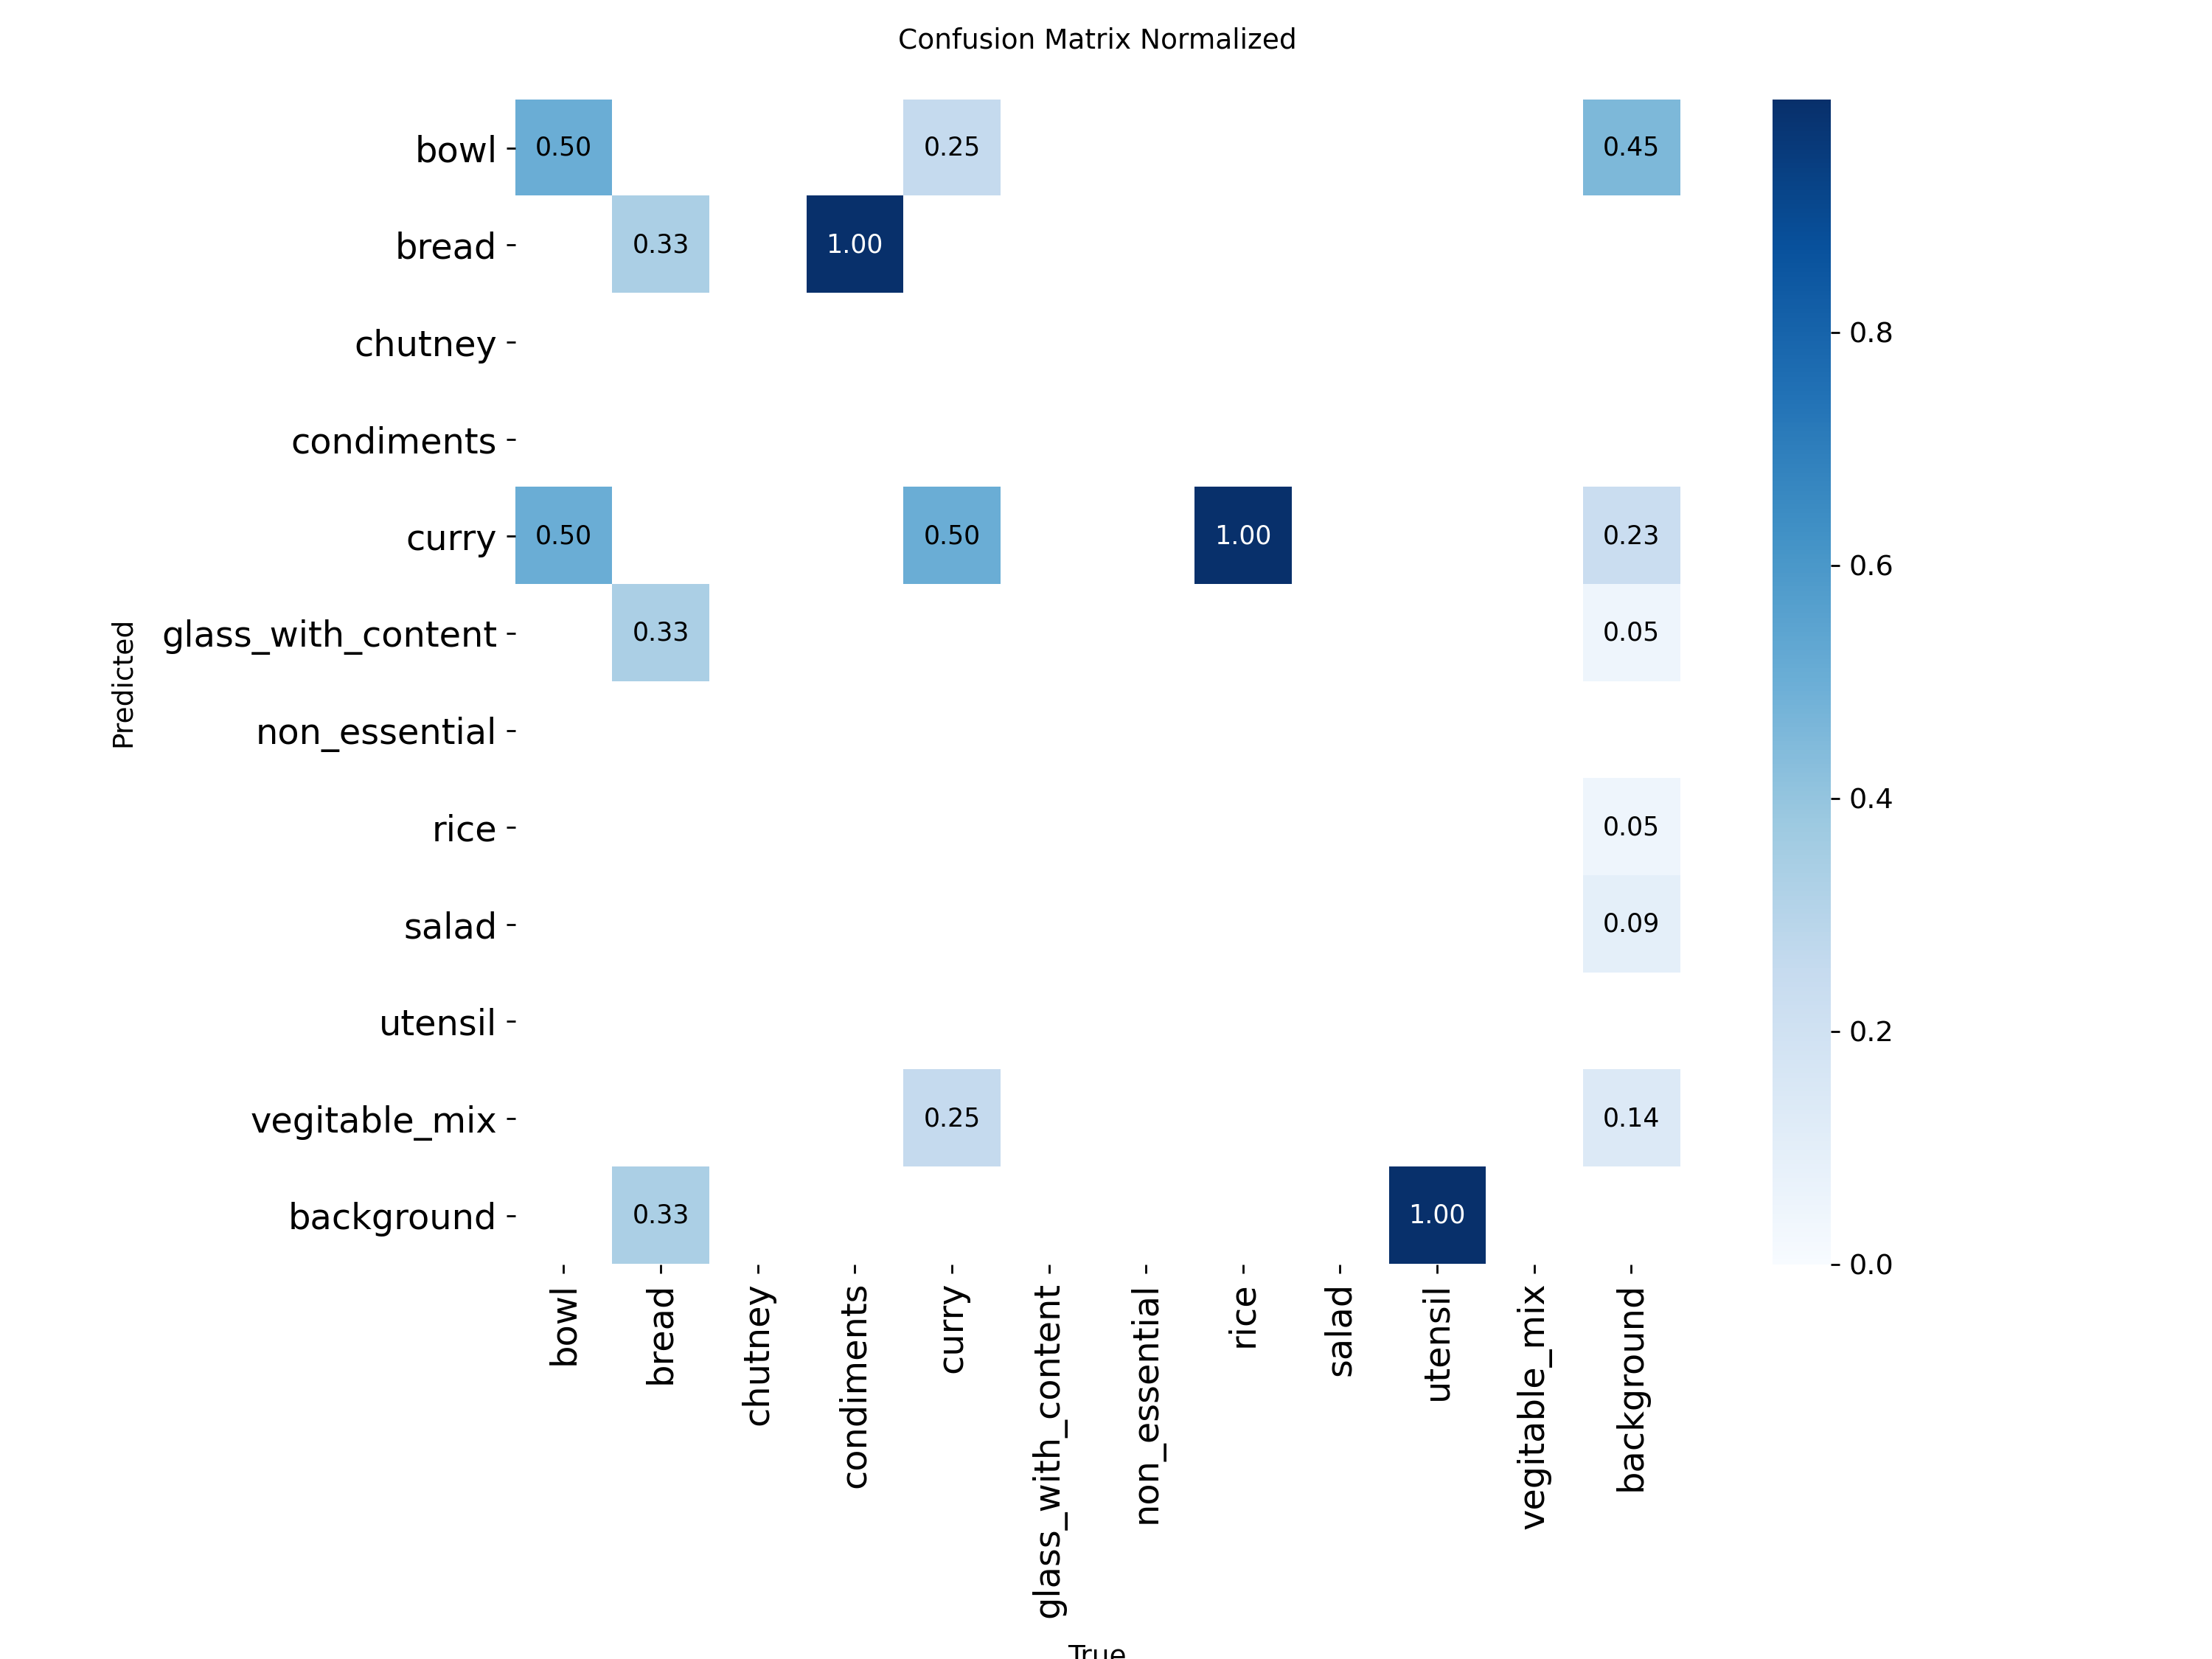 Confusion Matrix Normalized
bowl 0.50 0.25 0.45
bread 0.33 1.00
chutney
condiments
curry 0.50 0.50 1.00 0.23
glass_with_content 0.33 0.05
non_essential
rice 0.05
salad 0.09
utensil
vegitable_mix 0.25 0.14
background 0.33 1.00
Predicted
bowl
bread
chutney
condiments
curry
glass_with_content
non_essential
rice
salad
utensil
vegitable_mix
background
True
0.8
0.6
0.4
0.2
0.0